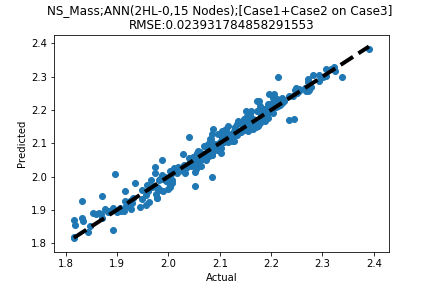 NS_Mass;ANN(2HL-0,15 Nodes);[Case1+Case2 on Case3]
RMSE:0.023931784858291553
2.4
2.3
2.2
2.1
2.0
1.9
1.8
Predicted
1.8 1.9 2.0 2.1 2.2 2.3 2.4
Actual